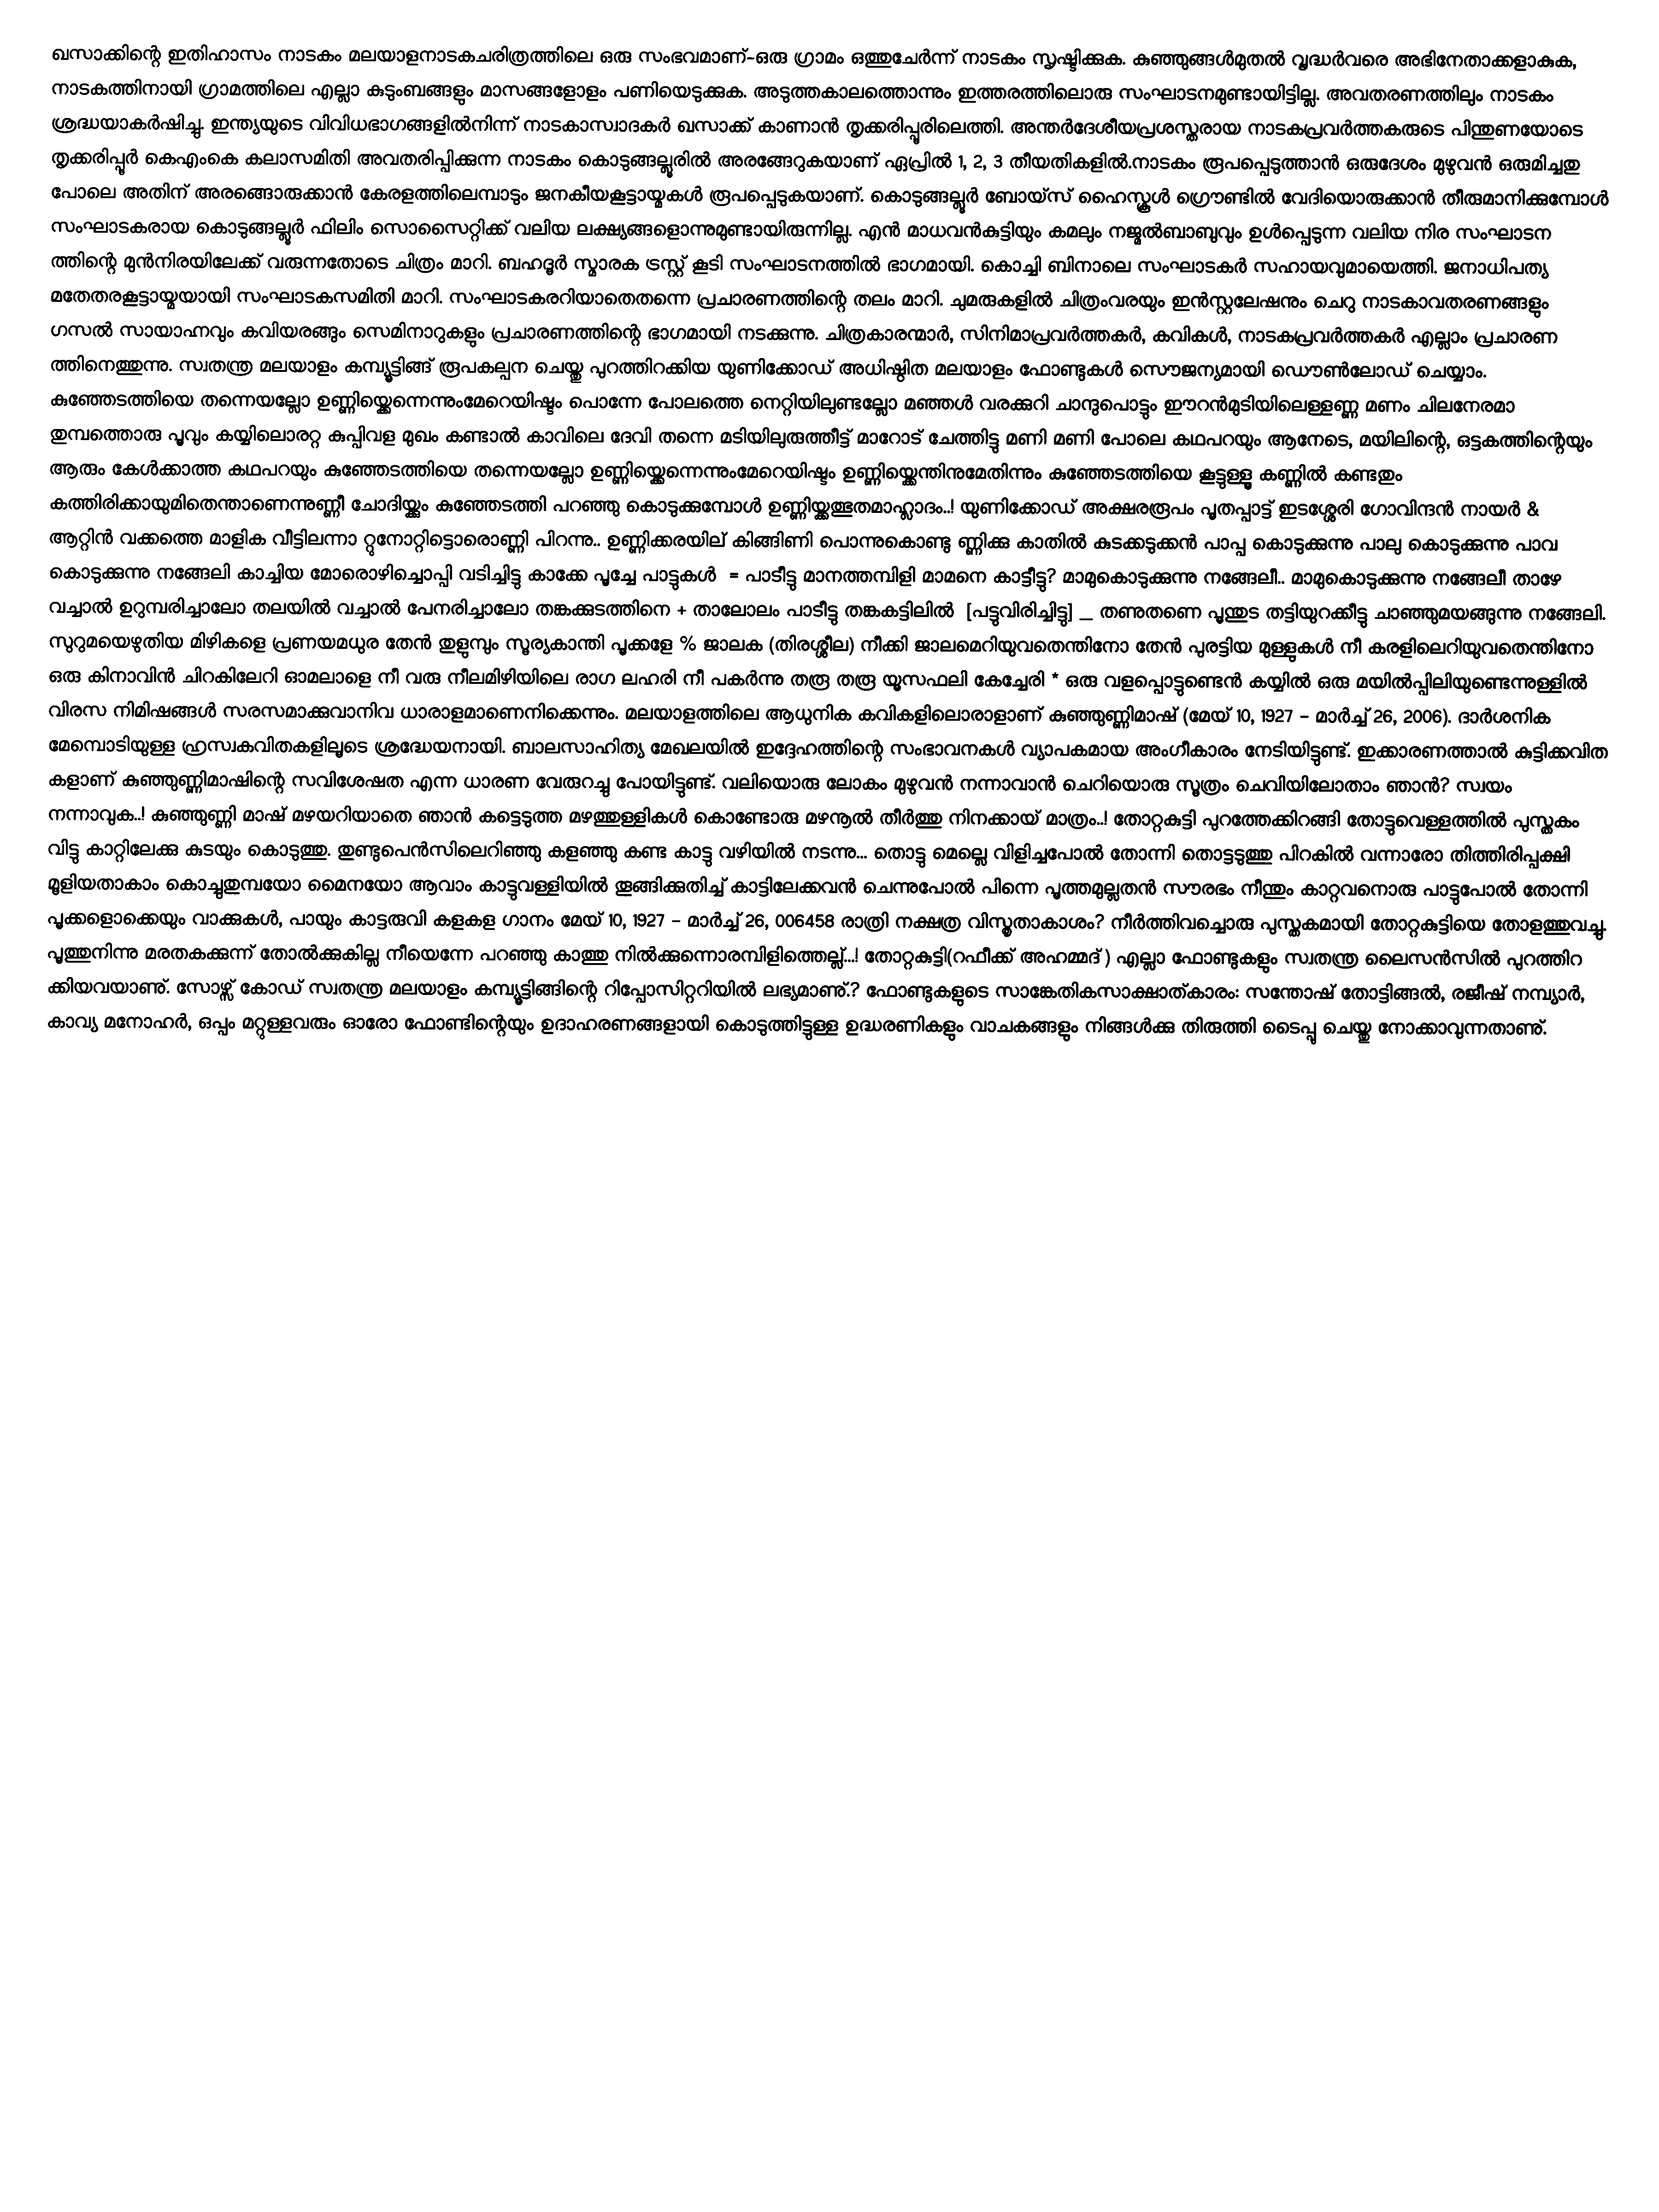 ഖസാക്കിന്റെ ഇതിഹാസം നാടകം മലയാളനാടകചരിത്രത്തിലെ ഒരു സംഭവമാണ്-ഒരു ഗ്രാമം ഒത്തുചേർന്ന് നാടകം സൃഷ്ടിക്കുക. കുഞ്ഞുങ്ങൾമുതൽ വൃദ്ധർവരെ അഭിനേതാക്കളാകുക,
നാടകത്തിനായി ഗ്രാമത്തിലെ എല്ലാ കുടുംബങ്ങളും മാസങ്ങളോളം പണിയെടുക്കുക. അടുത്തകാലത്തൊന്നും ഇത്തരത്തിലൊരു സംഘാടനമുണ്ടായിട്ടില്ല. അവതരണത്തിലും നാടകം
ശ്രദ്ധയാകർഷിച്ചു. ഇന്ത്യയുടെ വിവിധഭാഗങ്ങളിൽനിന്ന് നാടകാസ്വാദകർ ഖസാക്ക് കാണാൻ തൃക്കരിപ്പൂരിലെത്തി. അന്തർദേശീയപ്രശസ്തരായ നാടകപ്രവർത്തകരുടെ പിന്തുണയോടെ
തൃക്കരിപ്പൂർ കെഎംകെ കലാസമിതി അവതരിപ്പിക്കുന്ന നാടകം കൊടുങ്ങല്ലൂരിൽ അരങ്ങേറുകയാണ് ഏപ്രിൽ 1, 2, 3 തീയതികളിൽ.നാടകം രൂപപ്പെടുത്താൻ ഒരുദേശം മുഴുവൻ ഒരുമിച്ചതു
പോലെ അതിന് അരങ്ങൊരുക്കാൻ കേരളത്തിലെമ്പാടും ജനകീയകൂട്ടായ്മകൾ രൂപപ്പെടുകയാണ്. കൊടുങ്ങല്ലൂർ ബോയ്സ് ഹൈസ്കൂൾ ഗ്രൌണ്ടിൽ വേദിയൊരുക്കാൻ തീരുമാനിക്കുമ്പോൾ
സംഘാടകരായ കൊടുങ്ങല്ലൂർ ഫിലിം സൊസൈറ്റിക്ക് വലിയ ലക്ഷ്യങ്ങളൊന്നുമുണ്ടായിരുന്നില്ല. എൻ മാധവൻകുട്ടിയും കമലും നജ്മൽബാബുവും ഉൾപ്പെടുന്ന വലിയ നിര സംഘാടന
ത്തിന്റെ മുൻനിരയിലേക്ക് വരുന്നതോടെ ചിത്രം മാറി. ബഹദൂർ സ്മാരക ട്രസ്റ്റ് കൂടി സംഘാടനത്തിൽ ഭാഗമായി. കൊച്ചി ബിനാലെ സംഘാടകർ സഹായവുമായെത്തി. ജനാധിപത്യ
മതേതരകൂട്ടായ്മയായി സംഘാടകസമിതി മാറി. സംഘാടകരറിയാതെതന്നെ പ്രചാരണത്തിന്റെ തലം മാറി. ചുമരുകളിൽ ചിത്രംവരയും ഇൻസ്റ്റലേഷനും ചെറു നാടകാവതരണങ്ങളും
ഗസൽ സായാഹ്നവും കവിയരങ്ങും സെമിനാറുകളും പ്രചാരണത്തിന്റെ ഭാഗമായി നടക്കുന്നു. ചിത്രകാരന്മാർ, സിനിമാപ്രവർത്തകർ, കവികൾ, നാടകപ്രവർത്തകർ എല്ലാം പ്രചാരണ
ത്തിനെത്തുന്നു. സ്വതന്ത്ര മലയാളം കമ്പ്യൂട്ടിങ്ങ് രൂപകല്പന ചെയ്തു പുറത്തിറക്കിയ യുണിക്കോഡ് അധിഷ്ഠിത മലയാളം ഫോണ്ടുകൾ സൌജന്യമായി ഡൌൺലോഡ് ചെയ്യാം.
കുഞ്ഞേടത്തിയെ തന്നെയല്ലോ ഉണ്ണിയ്ക്കെന്നെന്നുംമേറെയിഷ്ടം പൊന്നേ പോലത്തെ നെറ്റിയിലുണ്ടല്ലോ മഞ്ഞൾ വരക്കുറി ചാന്ദുപൊട്ടും ഈറൻമുടിയിലെള്ളണ്ണ മണം ചിലനേരമാ
തുമ്പത്തൊരു പൂവും കയ്യിലൊരറ്റ കുപ്പിവള മുഖം കണ്ടാൽ കാവിലെ ദേവി തന്നെ മടിയിലുരുത്തീട്ട് മാറോട് ചേത്തിട്ടു മണി മണി പോലെ കഥപറയും ആനേടെ, മയിലിന്റെ, ഒട്ടകത്തിന്റെയും
ആരും കേൾക്കാത്ത കഥപറയും കുഞ്ഞേടത്തിയെ തന്നെയല്ലോ ഉണ്ണിയ്ക്കെന്നെന്നുംമേറെയിഷ്ടം ഉണ്ണിയ്ക്കെന്തിനുമേതിന്നും കുഞ്ഞേടത്തിയെ കൂട്ടുള്ളൂ കണ്ണിൽ കണ്ടതും
കത്തിരിക്കായുമിതെന്താണെന്നുണ്ണീ ചോദിയ്ക്കും കുഞ്ഞേടത്തി പറഞ്ഞു കൊടുക്കുമ്പോൾ ഉണ്ണിയ്ക്കത്ഭുതമാഹ്ലാദം..! യുണിക്കോഡ് അക്ഷരരൂപം പൂതപ്പാട്ട് ഇടശ്ശേരി ഗോവിന്ദൻ നായർ &
ആറ്റിൻ വക്കത്തെ മാളിക വീട്ടിലന്നാ റ്റുനോറ്റിട്ടൊരൊണ്ണി പിറന്നു.. ഉണ്ണിക്കരയില് കിങ്ങിണി പൊന്നുകൊണ്ടു ണ്ണിക്കു കാതിൽ കുടക്കടുക്കൻ പാപ്പ കൊടുക്കുന്നു പാലു കൊടുക്കുന്നു പാവ
കൊടുക്കുന്നു നങ്ങേലി കാച്ചിയ മോരൊഴിച്ചൊപ്പി വടിച്ചിട്ടു കാക്കേ പൂച്ചേ പാട്ടുകൾ = പാടീട്ടു മാനത്തമ്പിളി മാമനെ കാട്ടീട്ടു? മാമുകൊടുക്കുന്നു നങ്ങേലീ.. മാമുകൊടുക്കുന്നു നങ്ങേലീ താഴേ
വച്ചാൽ ഉറുമ്പരിച്ചാലോ തലയിൽ വച്ചാൽ പേനരിച്ചാലോ തങ്കക്കുടത്തിനെ + താലോലം പാടീട്ടു തങ്കകട്ടിലിൽ [പട്ടുവിരിച്ചിട്ടു] _ തണുതണെ പൂന്തുട തട്ടിയുറക്കീട്ടു ചാഞ്ഞുമയങ്ങുന്നു നങ്ങേലി.
സുറുമയെഴുതിയ മിഴികളെ പ്രണയമധുര തേൻ തുളുമ്പും സൂര്യകാന്തി പൂക്കളേ % ജാലക (തിരശ്ശീല) നീക്കി ജാലമെറിയുവതെന്തിനോ തേൻ പുരട്ടിയ മുള്ളുകൾ നീ കരളിലെറിയുവതെന്തിനോ
ഒരു കിനാവിൻ ചിറകിലേറി ഓമലാളെ നീ വരു നീലമിഴിയിലെ രാഗ ലഹരി നീ പകർന്നു തരൂ തരൂ യൂസഫലി കേച്ചേരി * ഒരു വളപ്പൊട്ടുണ്ടെൻ കയ്യിൽ ഒരു മയിൽപ്പിലിയുണ്ടെന്നുള്ളിൽ
വിരസ നിമിഷങ്ങൾ സരസമാക്കുവാനിവ ധാരാളമാണെനിക്കെന്നും. മലയാളത്തിലെ ആധുനിക കവികളിലൊരാളാണ് കുഞ്ഞുണ്ണിമാഷ് (മേയ് 10, 1927 – മാർച്ച് 26, 2006). ദാർശനിക
മേമ്പൊടിയുള്ള ഹ്രസ്വകവിതകളിലൂടെ ശ്രദ്ധേയനായി. ബാലസാഹിത്യ മേഖലയിൽ ഇദ്ദേഹത്തിന്റെ സംഭാവനകൾ വ്യാപകമായ അംഗീകാരം നേടിയിട്ടുണ്ട്. ഇക്കാരണത്താൽ കുട്ടിക്കവിത
കളാണ് കുഞ്ഞുണ്ണിമാഷിന്റെ സവിശേഷത എന്ന ധാരണ വേരുറച്ചു പോയിട്ടുണ്ട്. വലിയൊരു ലോകം മുഴുവൻ നന്നാവാൻ ചെറിയൊരു സൂത്രം ചെവിയിലോതാം ഞാൻ? സ്വയം
നന്നാവുക..! കുഞ്ഞുണ്ണി മാഷ് മഴയറിയാതെ ഞാൻ കട്ടെടുത്ത മഴത്തുള്ളികൾ കൊണ്ടോരു മഴനൂൽ തീർത്തു നിനക്കായ് മാത്രം..! തോറ്റകുട്ടി പുറത്തേക്കിറങ്ങി തോട്ടുവെള്ളത്തിൽ പുസ്തകം
വിട്ടു കാറ്റിലേക്കു കുടയും കൊടുത്തു. തുണ്ടുപെൻസിലെറിഞ്ഞു കളഞ്ഞു കണ്ട കാട്ടു വഴിയിൽ നടന്നു... തൊട്ടു മെല്ലെ വിളിച്ചപോൽ തോന്നി തൊട്ടടുത്തു പിറകിൽ വന്നാരോ തിത്തിരിപ്പക്ഷി
മൂളിയതാകാം കൊച്ചുതുമ്പയോ മൈനയോ ആവാം കാട്ടുവള്ളിയിൽ തൂങ്ങിക്കുതിച്ച് കാട്ടിലേക്കവൻ ചെന്നുപോൽ പിന്നെ പൂത്തമുല്ലതൻ സൗരഭം നീന്തും കാറ്റവനൊരു പാട്ടുപോൽ തോന്നി
പൂക്കളൊക്കെയും വാക്കുകൾ, പായും കാട്ടരുവി കളകള ഗാനം മേയ് 10, 1927 – മാർച്ച് 26, 006458 രാത്രി നക്ഷത്ര വിസ്തൃതാകാശം? നീർത്തിവച്ചൊരു പുസ്തകമായി തോറ്റകുട്ടിയെ തോളത്തുവച്ചു.
പൂത്തുനിന്നു മരതകക്കുന്ന് തോൽക്കുകില്ല നീയെന്നേ പറഞ്ഞു കാത്തു നിൽക്കുന്നൊരമ്പിളിത്തെല്ല്...! തോറ്റകുട്ടി(റഫീക്ക് അഹമ്മദ് ) എല്ലാ ഫോണ്ടുകളും സ്വതന്ത്ര ലൈസൻസിൽ പുറത്തിറ
ക്കിയവയാണു്. സോഴ്സ് കോഡ് സ്വതന്ത്ര മലയാളം കമ്പ്യൂട്ടിങ്ങിന്റെ റിപ്പോസിറ്ററിയിൽ ലഭ്യമാണു്.? ഫോണ്ടുകളുടെ സാങ്കേതികസാക്ഷാത്കാരം: സന്തോഷ് തോട്ടിങ്ങൽ, രജീഷ് നമ്പ്യാർ,
കാവ്യ മനോഹർ, ഒപ്പം മറ്റുള്ളവരും ഓരോ ഫോണ്ടിന്റെയും ഉദാഹരണങ്ങളായി കൊടുത്തിട്ടുള്ള ഉദ്ധരണികളും വാചകങ്ങളും നിങ്ങൾക്കു തിരുത്തി ടൈപ്പു ചെയ്തു നോക്കാവുന്നതാണു്.